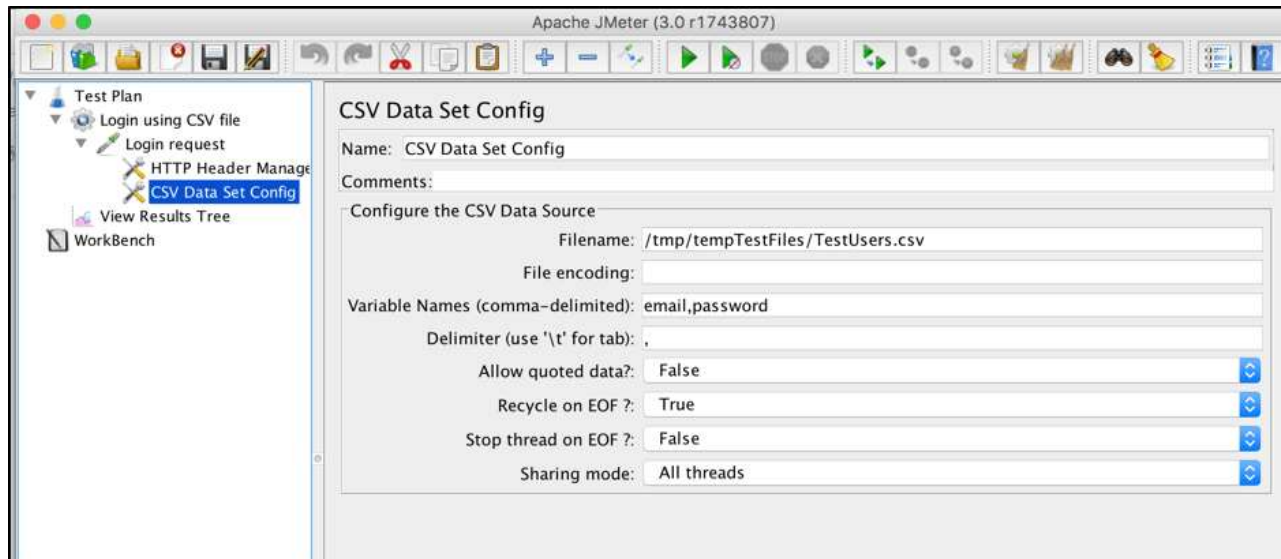 Apache JMeter (3.0 r1743807)
Test Plan
Login using CSV file
Login request
HTTP Header Manage
CSV Data Set Config
View Results Tree
WorkBench
CSV Data Set Config
Name: CSV Data Set Config
Comments:
Configure the CSV Data Source
Filename: /tmp/tempTestFiles/TestUsers.csv
File encoding:
Variable Names (comma-delimited): email,password
Delimiter (use '\t' for tab): ,
Allow quoted data?: False
Recycle on EOF ?: True
Stop thread on EOF ?: False
Sharing mode: All threads